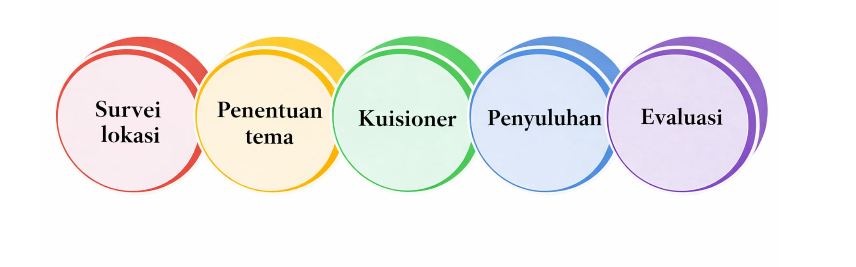 Survei
lokasi
Penentuan
tema
Kuisioner
Penyuluhan
Evaluasi